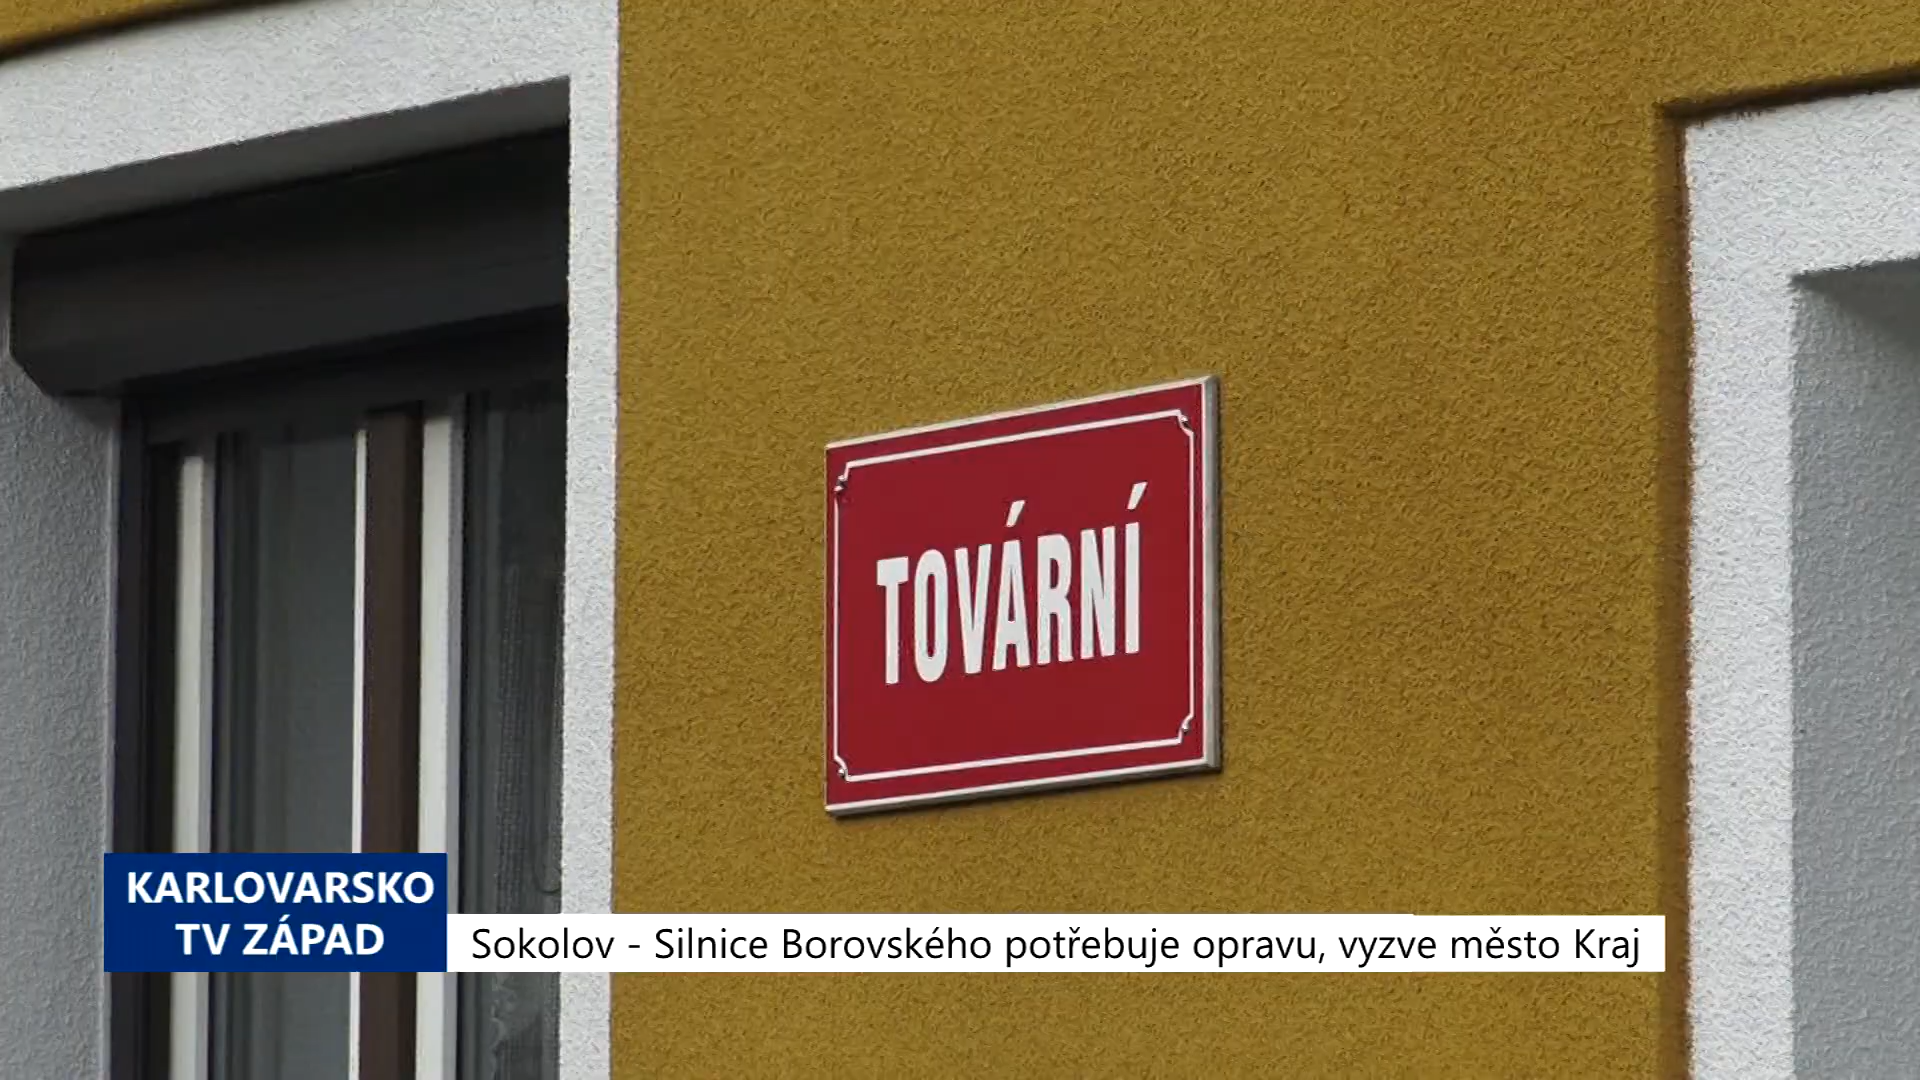 TOVÁRNÍ
KARLOVARSKO
TV ZÁPAD
Sokolov - Silnice Borovského potřebuje opravu, vyzve město Kraj